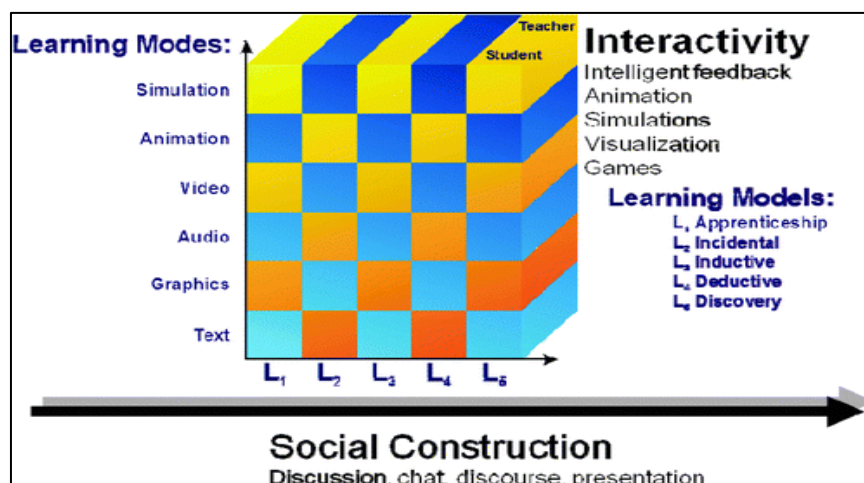 Learning Modes:
Simulation
Animation
Video
Audio
Graphics
Text
Teacher
Student
L₁ L₂ L₃ L₄ L₅
Interactivity
Intelligent feedback
Animation
Simulations
Visualization
Games
Learning Models:
L₁ Apprenticeship
L₂ Incidental
L₃ Inductive
L₄ Deductive
L₅ Discovery
Social Construction
Discussion, chat, discourse, presentation